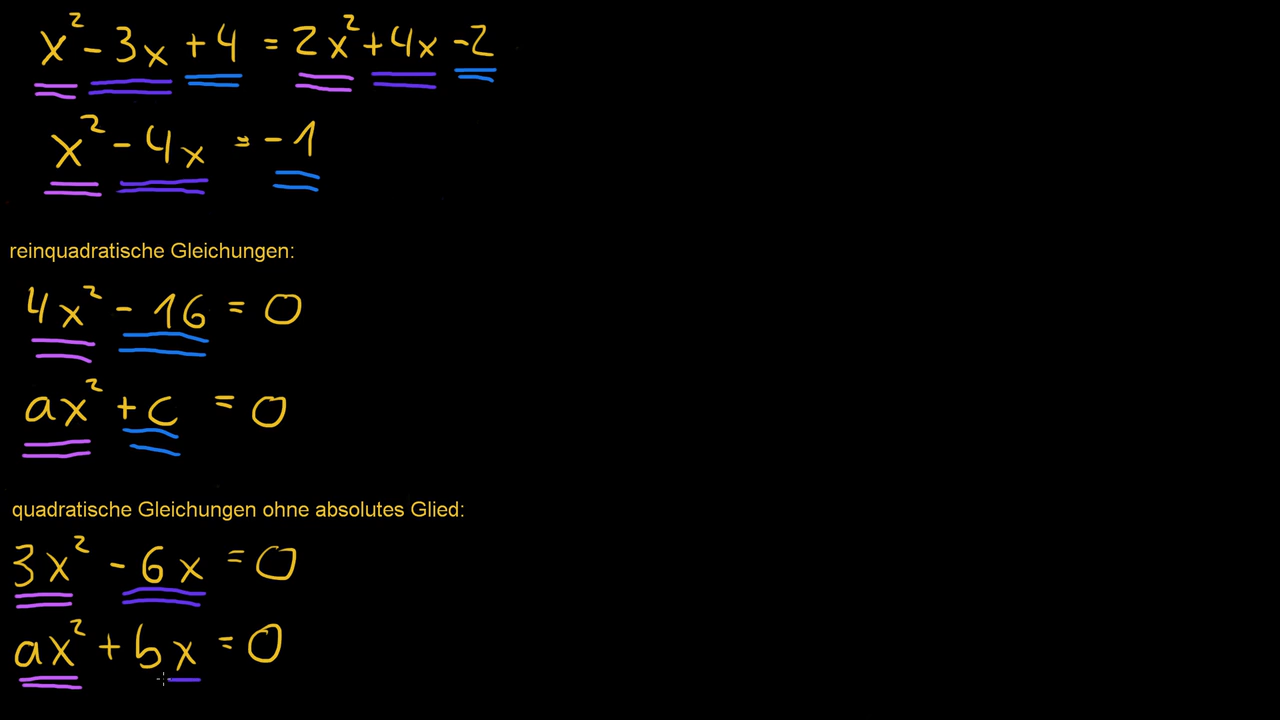 x² - 3x + 4 = 2x² + 4x - 2
x² - 4x = -1
reinquadratische Gleichungen:
4x² - 16 = 0
ax² + c = 0
quadratische Gleichungen ohne absolutes Glied:
3x² - 6x = 0
ax² + bx = 0